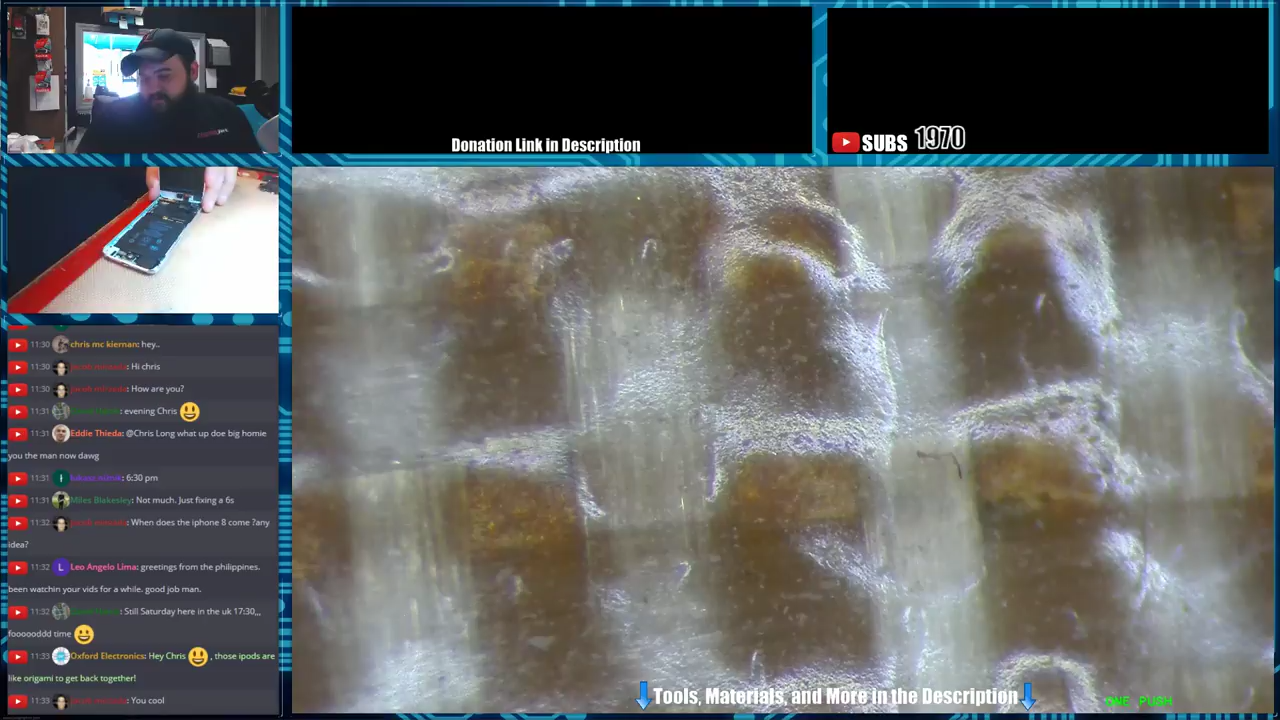 Donation Link in Description
SUBS 1970
11:30 chris mc kiernan: hey..
11:30 : Hi chris
11:30 : How are you?
11:31 : evening Chris
11:31 Eddie Thieda: @Chris Long what up doe big homie
you the man now dawg
11:31 : 6:30 pm
11:31 Miles Blakesley: Not much. Just fixing a 6s
11:32 : When does the iphone 8 come ?any
idea?
11:32 L Leo Angelo Lima: greetings from the philippines.
been watchin your vids for a while. good job man.
11:32 : Still Saturday here in the uk 17:30,,,
foooooddd time
11:33 Oxford Electronics: Hey Chris , those ipods are
like origami to get back together!
11:33 : You cool
Tools, Materials, and More in the Description
ONE PUSH